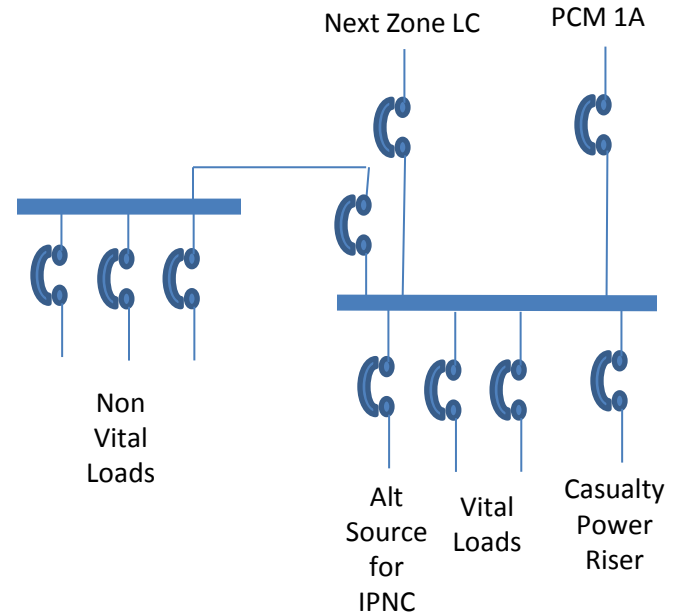 Next Zone LC
PCM 1A
Non
Vital
Loads
Alt
Source
for
IPNC
Vital
Loads
Casualty
Power
Riser